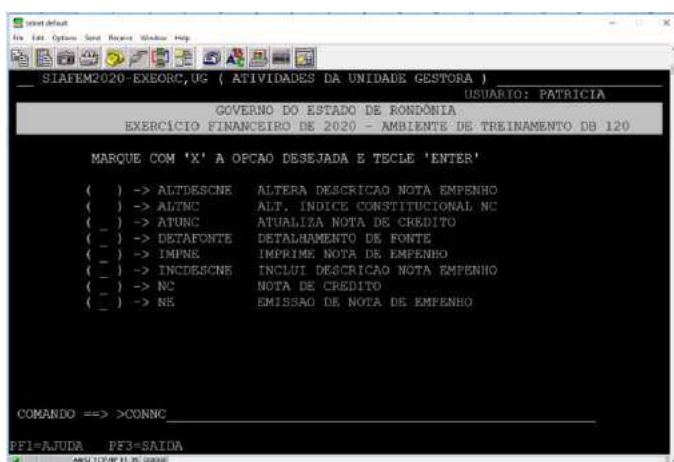 telnet default
File Edit Options Send Receive Window Help
SIAFEM2020-EXEORC,UG ( ATIVIDADES DA UNIDADE GESTORA )
USUARIO: PATRICIA
GOVERNO DO ESTADO DE RONDÔNIA
EXERCÍCIO FINANCEIRO DE 2020 - AMBIENTE DE TREINAMENTO DB 120
MARQUE COM 'X' A OPCAO DESEJADA E TECLE 'ENTER'
( ) -> ALTDESCNE ALTERA DESCRICAO NOTA EMPENHO
( ) -> ALTNC ALT. INDICE CONSTITUCIONAL NC
( _ ) -> ATUNC ATUALIZA NOTA DE CREDITO
( _ ) -> DETAFONTE DETALHAMENTO DE FONTE
( _ ) -> IMPNE IMPRIME NOTA DE EMPENHO
( _ ) -> INCDESCNE INCLUI DESCRICAO NOTA EMPENHO
( _ ) -> NC NOTA DE CREDITO
( _ ) -> NE EMISSAO DE NOTA DE EMPENHO
COMANDO ==> >CONNC
PF1=AJUDA PF3=SAIDA